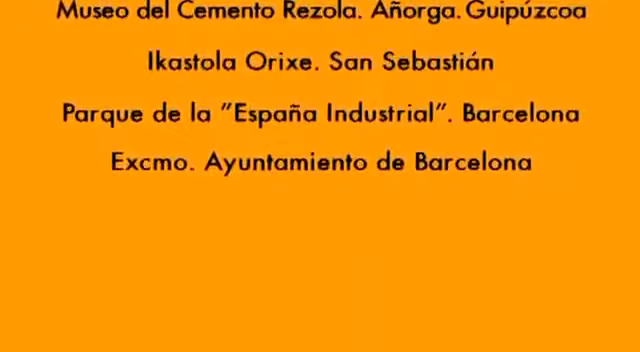 Museo del Cemento Rezola. Añorga. Guipúzcoa
Ikastola Orixe. San Sebastián
Parque de la "España Industrial". Barcelona
Excmo. Ayuntamiento de Barcelona